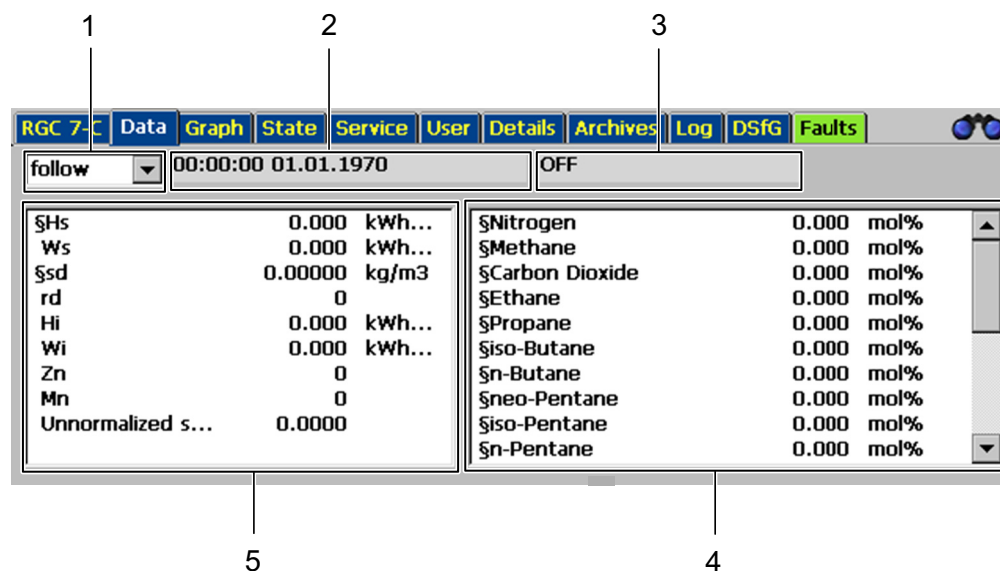 1 2 3
RGC 7-C Data Graph State Service User Details Archives Log DSfG Faults
follow 00:00:00 01.01.1970 OFF
§Hs 0.000 kWh...
Ws 0.000 kWh...
§sd 0.00000 kg/m3
rd 0
Hi 0.000 kWh...
Wi 0.000 kWh...
Zn 0
Mn 0
Unnormalized s... 0.0000
§Nitrogen 0.000 mol%
§Methane 0.000 mol%
§Carbon Dioxide 0.000 mol%
§Ethane 0.000 mol%
§Propane 0.000 mol%
§iso-Butane 0.000 mol%
§n-Butane 0.000 mol%
§neo-Pentane 0.000 mol%
§iso-Pentane 0.000 mol%
§n-Pentane 0.000 mol%
5 4